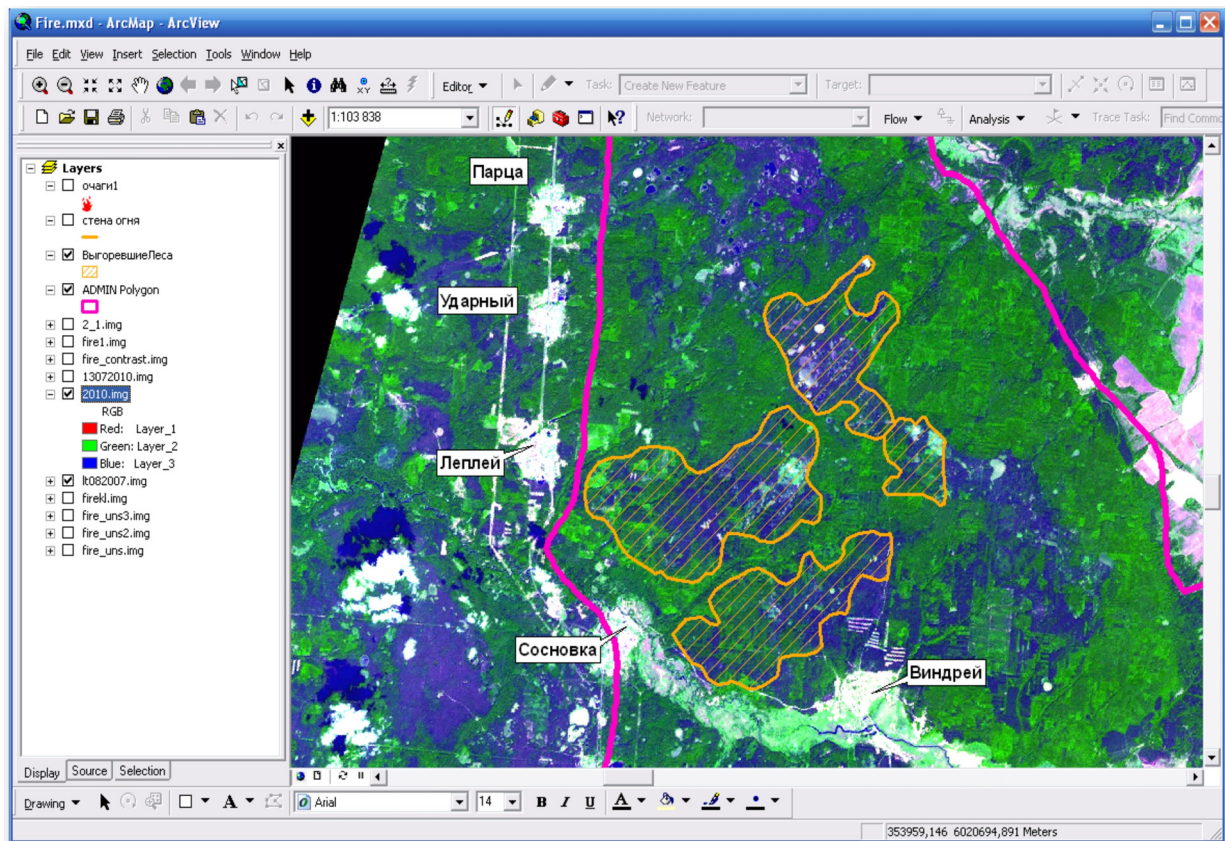 Fire.mxd - ArcMap - ArcView
File Edit View Insert Selection Tools Window Help
Editor Task: Create New Feature Target:
1:103 838 Network: Flow Analysis Trace Task: Find Commo
Layers
очаги1
стена огня
ВыгоревшиеЛеса
ADMIN Polygon
2_1.img
fire1.img
fire_contrast.img
13072010.img
2010.img
RGB
Red: Layer_1
Green: Layer_2
Blue: Layer_3
lt082007.img
firekl.img
fire_uns3.img
fire_uns2.img
fire_uns.img
Парца
Ударный
Леплей
Сосновка
Виндрей
Display Source Selection
Drawing A Arial 14 B I U A
353959,146 6020694,891 Meters